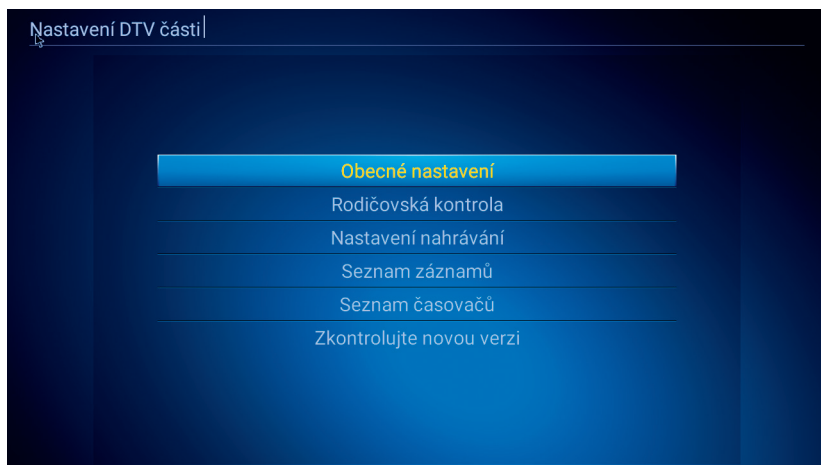 Nastavení DTV části
Obecné nastavení
Rodičovská kontrola
Nastavení nahrávání
Seznam záznamů
Seznam časovačů
Zkontrolujte novou verzi